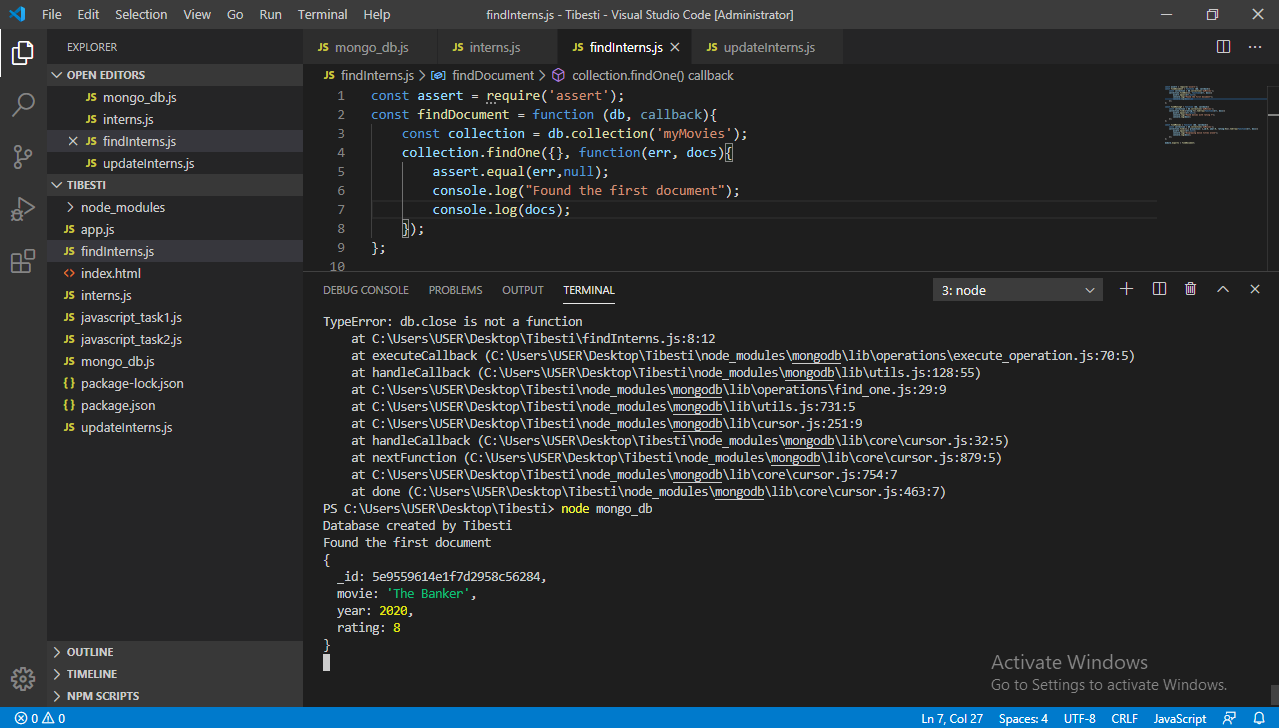 File Edit Selection View Go Run Terminal Help findInterns.js - Tibesti - Visual Studio Code [Administrator]
EXPLORER
OPEN EDITORS
JS mongo_db.js
JS interns.js
JS findInterns.js
JS updateInterns.js
TIBESTI
node_modules
JS app.js
JS findInterns.js
<> index.html
JS interns.js
JS javascript_task1.js
JS javascript_task2.js
JS mongo_db.js
{} package-lock.json
{} package.json
JS updateInterns.js
OUTLINE
TIMELINE
NPM SCRIPTS
JS mongo_db.js JS interns.js JS findInterns.js JS updateInterns.js
JS findInterns.js > findDocument > collection.findOne() callback
1 const assert = require('assert');
2 const findDocument = function (db, callback){
3 const collection = db.collection('myMovies');
4 collection.findOne({}, function(err, docs){
5 assert.equal(err,null);
6 console.log("Found the first document");
7 console.log(docs);
8 });
9 };
10
DEBUG CONSOLE PROBLEMS OUTPUT TERMINAL 3: node
TypeError: db.close is not a function
at C:\Users\USER\Desktop\Tibesti\findInterns.js:8:12
at executeCallback (C:\Users\USER\Desktop\Tibesti\node_modules\mongodb\lib\operations\execute_operation.js:70:5)
at handleCallback (C:\Users\USER\Desktop\Tibesti\node_modules\mongodb\lib\utils.js:128:55)
at C:\Users\USER\Desktop\Tibesti\node_modules\mongodb\lib\operations\find_one.js:29:9
at C:\Users\USER\Desktop\Tibesti\node_modules\mongodb\lib\utils.js:731:5
at C:\Users\USER\Desktop\Tibesti\node_modules\mongodb\lib\cursor.js:251:9
at handleCallback (C:\Users\USER\Desktop\Tibesti\node_modules\mongodb\lib\core\cursor.js:32:5)
at nextFunction (C:\Users\USER\Desktop\Tibesti\node_modules\mongodb\lib\core\cursor.js:879:5)
at C:\Users\USER\Desktop\Tibesti\node_modules\mongodb\lib\core\cursor.js:754:7
at done (C:\Users\USER\Desktop\Tibesti\node_modules\mongodb\lib\core\cursor.js:463:7)
PS C:\Users\USER\Desktop\Tibesti> node mongo_db
Database created by Tibesti
Found the first document
{
_id: 5e9559614e1f7d2958c56284,
movie: 'The Banker',
year: 2020,
rating: 8
}
Activate Windows
Go to Settings to activate Windows.
0 0 Ln 7, Col 27 Spaces: 4 UTF-8 CRLF JavaScript